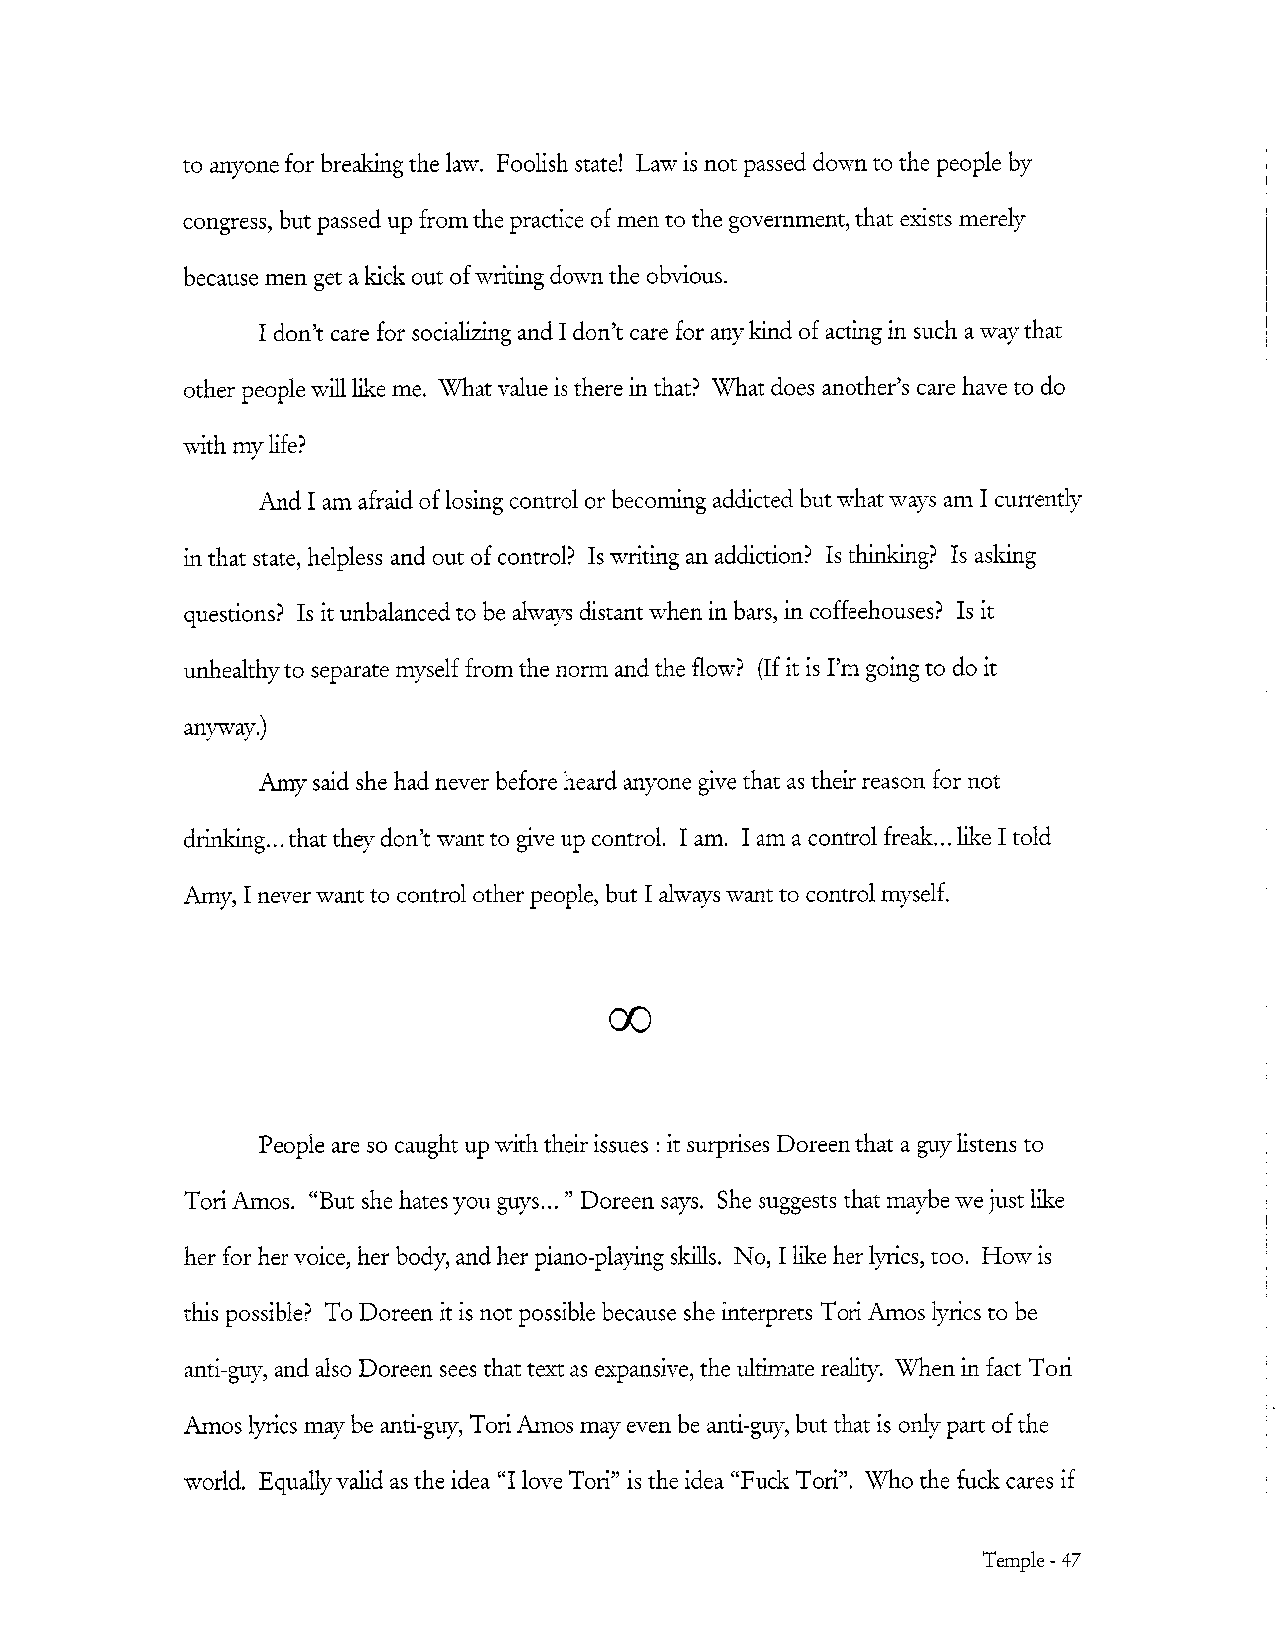 to anyone for breaking the law. Foolish state! Law is not passed down to the people by
congress, but passed up from the practice of men to the government, that exists merely
because men get a kick out of writing down the obvious.
I don't care for socializing and I don't care for any kind of acting in such a way that
other people will like me. What value is there in that? What does another's care have to do
with my life?
And I am afraid of losing control or becoming addicted but what ways am I currently
in that state, helpless and out of control? Is writing an addiction? Is thinking? Is asking
questions? Is it unbalanced to be always distant when in bars, in coffeehouses? Is it
unhealthy to separate myself from the norm and the flow? (If it is I'm going to do it
anyway.)
Amy said she had never before heard anyone give that as their reason for not
drinking... that they don't want to give up control. I am. I am a control freak... like I told
Amy, I never want to control other people, but I always want to control myself.
∞
People are so caught up with their issues : it surprises Doreen that a guy listens to
Tori Amos. “But she hates you guys... ” Doreen says. She suggests that maybe we just like
her for her voice, her body, and her piano-playing skills. No, I like her lyrics, too. How is
this possible? To Doreen it is not possible because she interprets Tori Amos lyrics to be
anti-guy, and also Doreen sees that text as expansive, the ultimate reality. When in fact Tori
Amos lyrics may be anti-guy, Tori Amos may even be anti-guy, but that is only part of the
world. Equally valid as the idea “I love Tori” is the idea “Fuck Tori”. Who the fuck cares if
Temple - 47